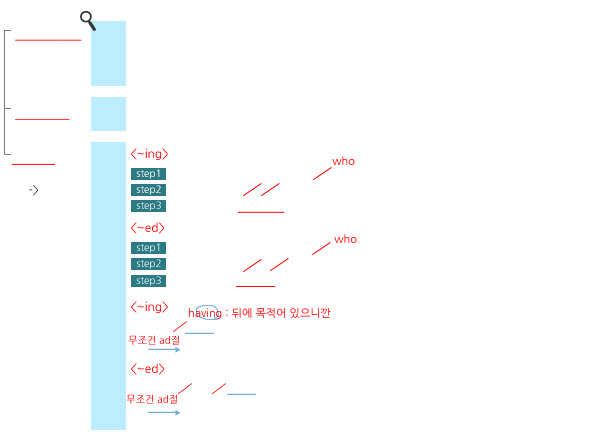 <~ing>
who
step1
step2
step3
<~ed>
who
step1
step2
step3
->
<~ing>
having : 뒤에 목적어 있으니깐
무조건 ad절
<~ed>
무조건 ad절